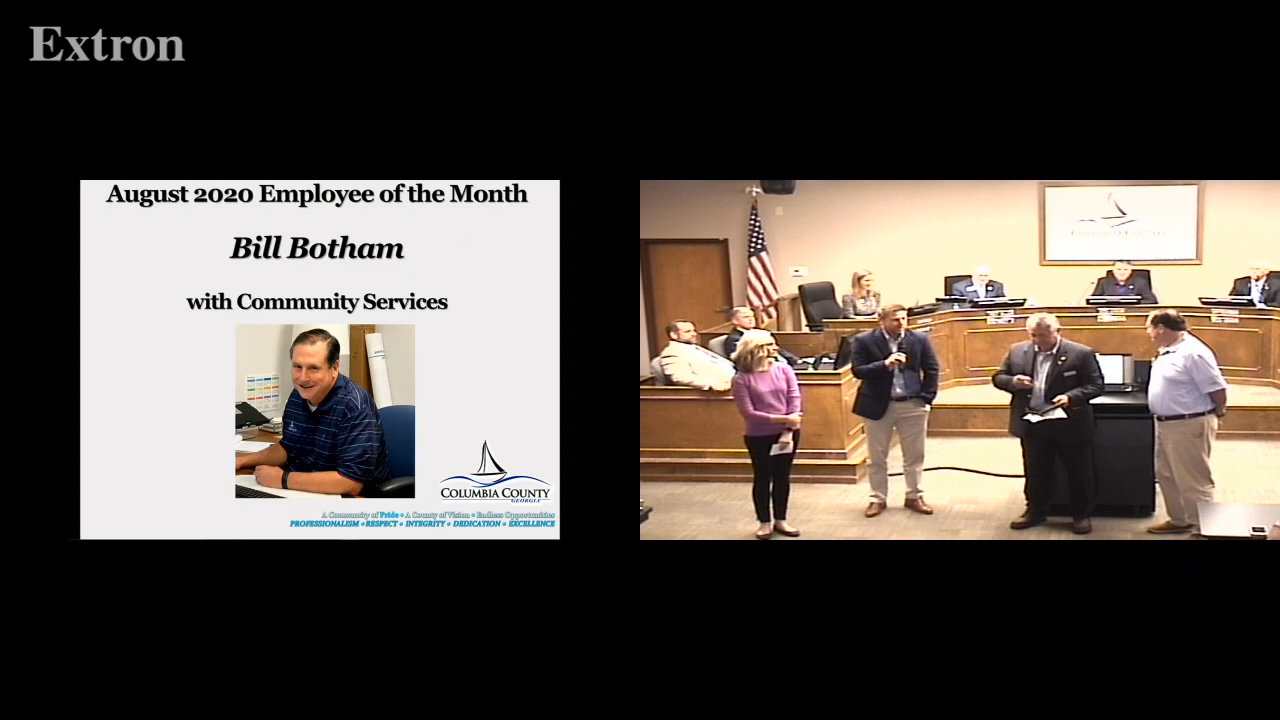 Extron
August 2020 Employee of the Month
Bill Botham
with Community Services
COLUMBIA COUNTY
GEORGIA
A Community of Pride • A County of Vision • Endless Opportunities
PROFESSIONALISM • RESPECT • INTEGRITY • DEDICATION • EXCELLENCE